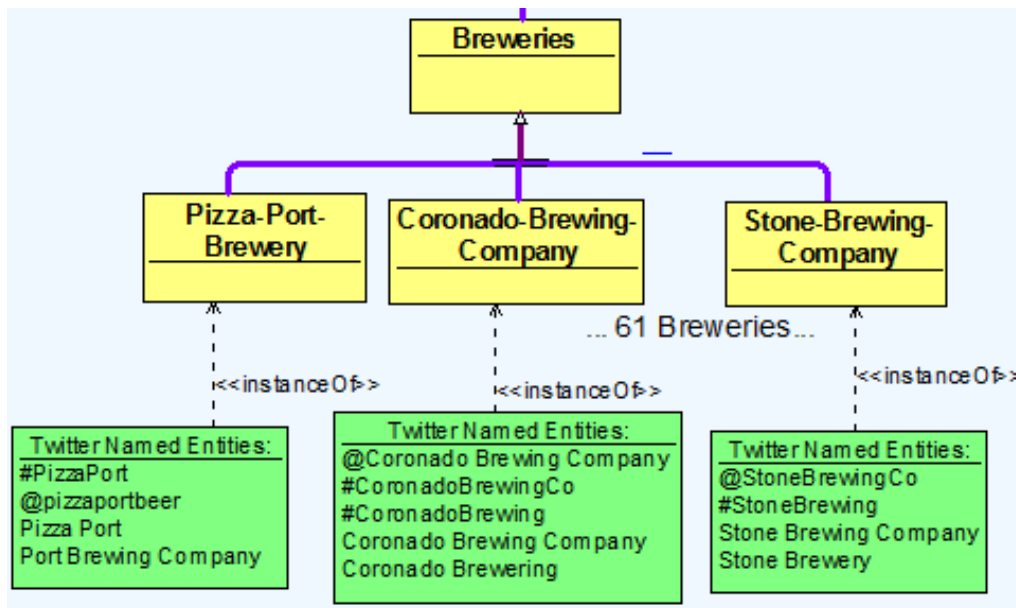 Breweries
Pizza-Port-
Brewery
Coronado-Brewing-
Company
Stone-Brewing-
Company
... 61 Breweries...
<<instanceOf>>
<<instanceOf>>
<<instanceOf>>
Twitter Named Entities:
#PizzaPort
@pizzaportbeer
Pizza Port
Port Brewing Company
Twitter Named Entities:
@Coronado Brewing Company
#CoronadoBrewingCo
#CoronadoBrewing
Coronado Brewing Company
Coronado Brewering
Twitter Named Entities:
@StoneBrewingCo
#StoneBrewing
Stone Brewing Company
Stone Brewery